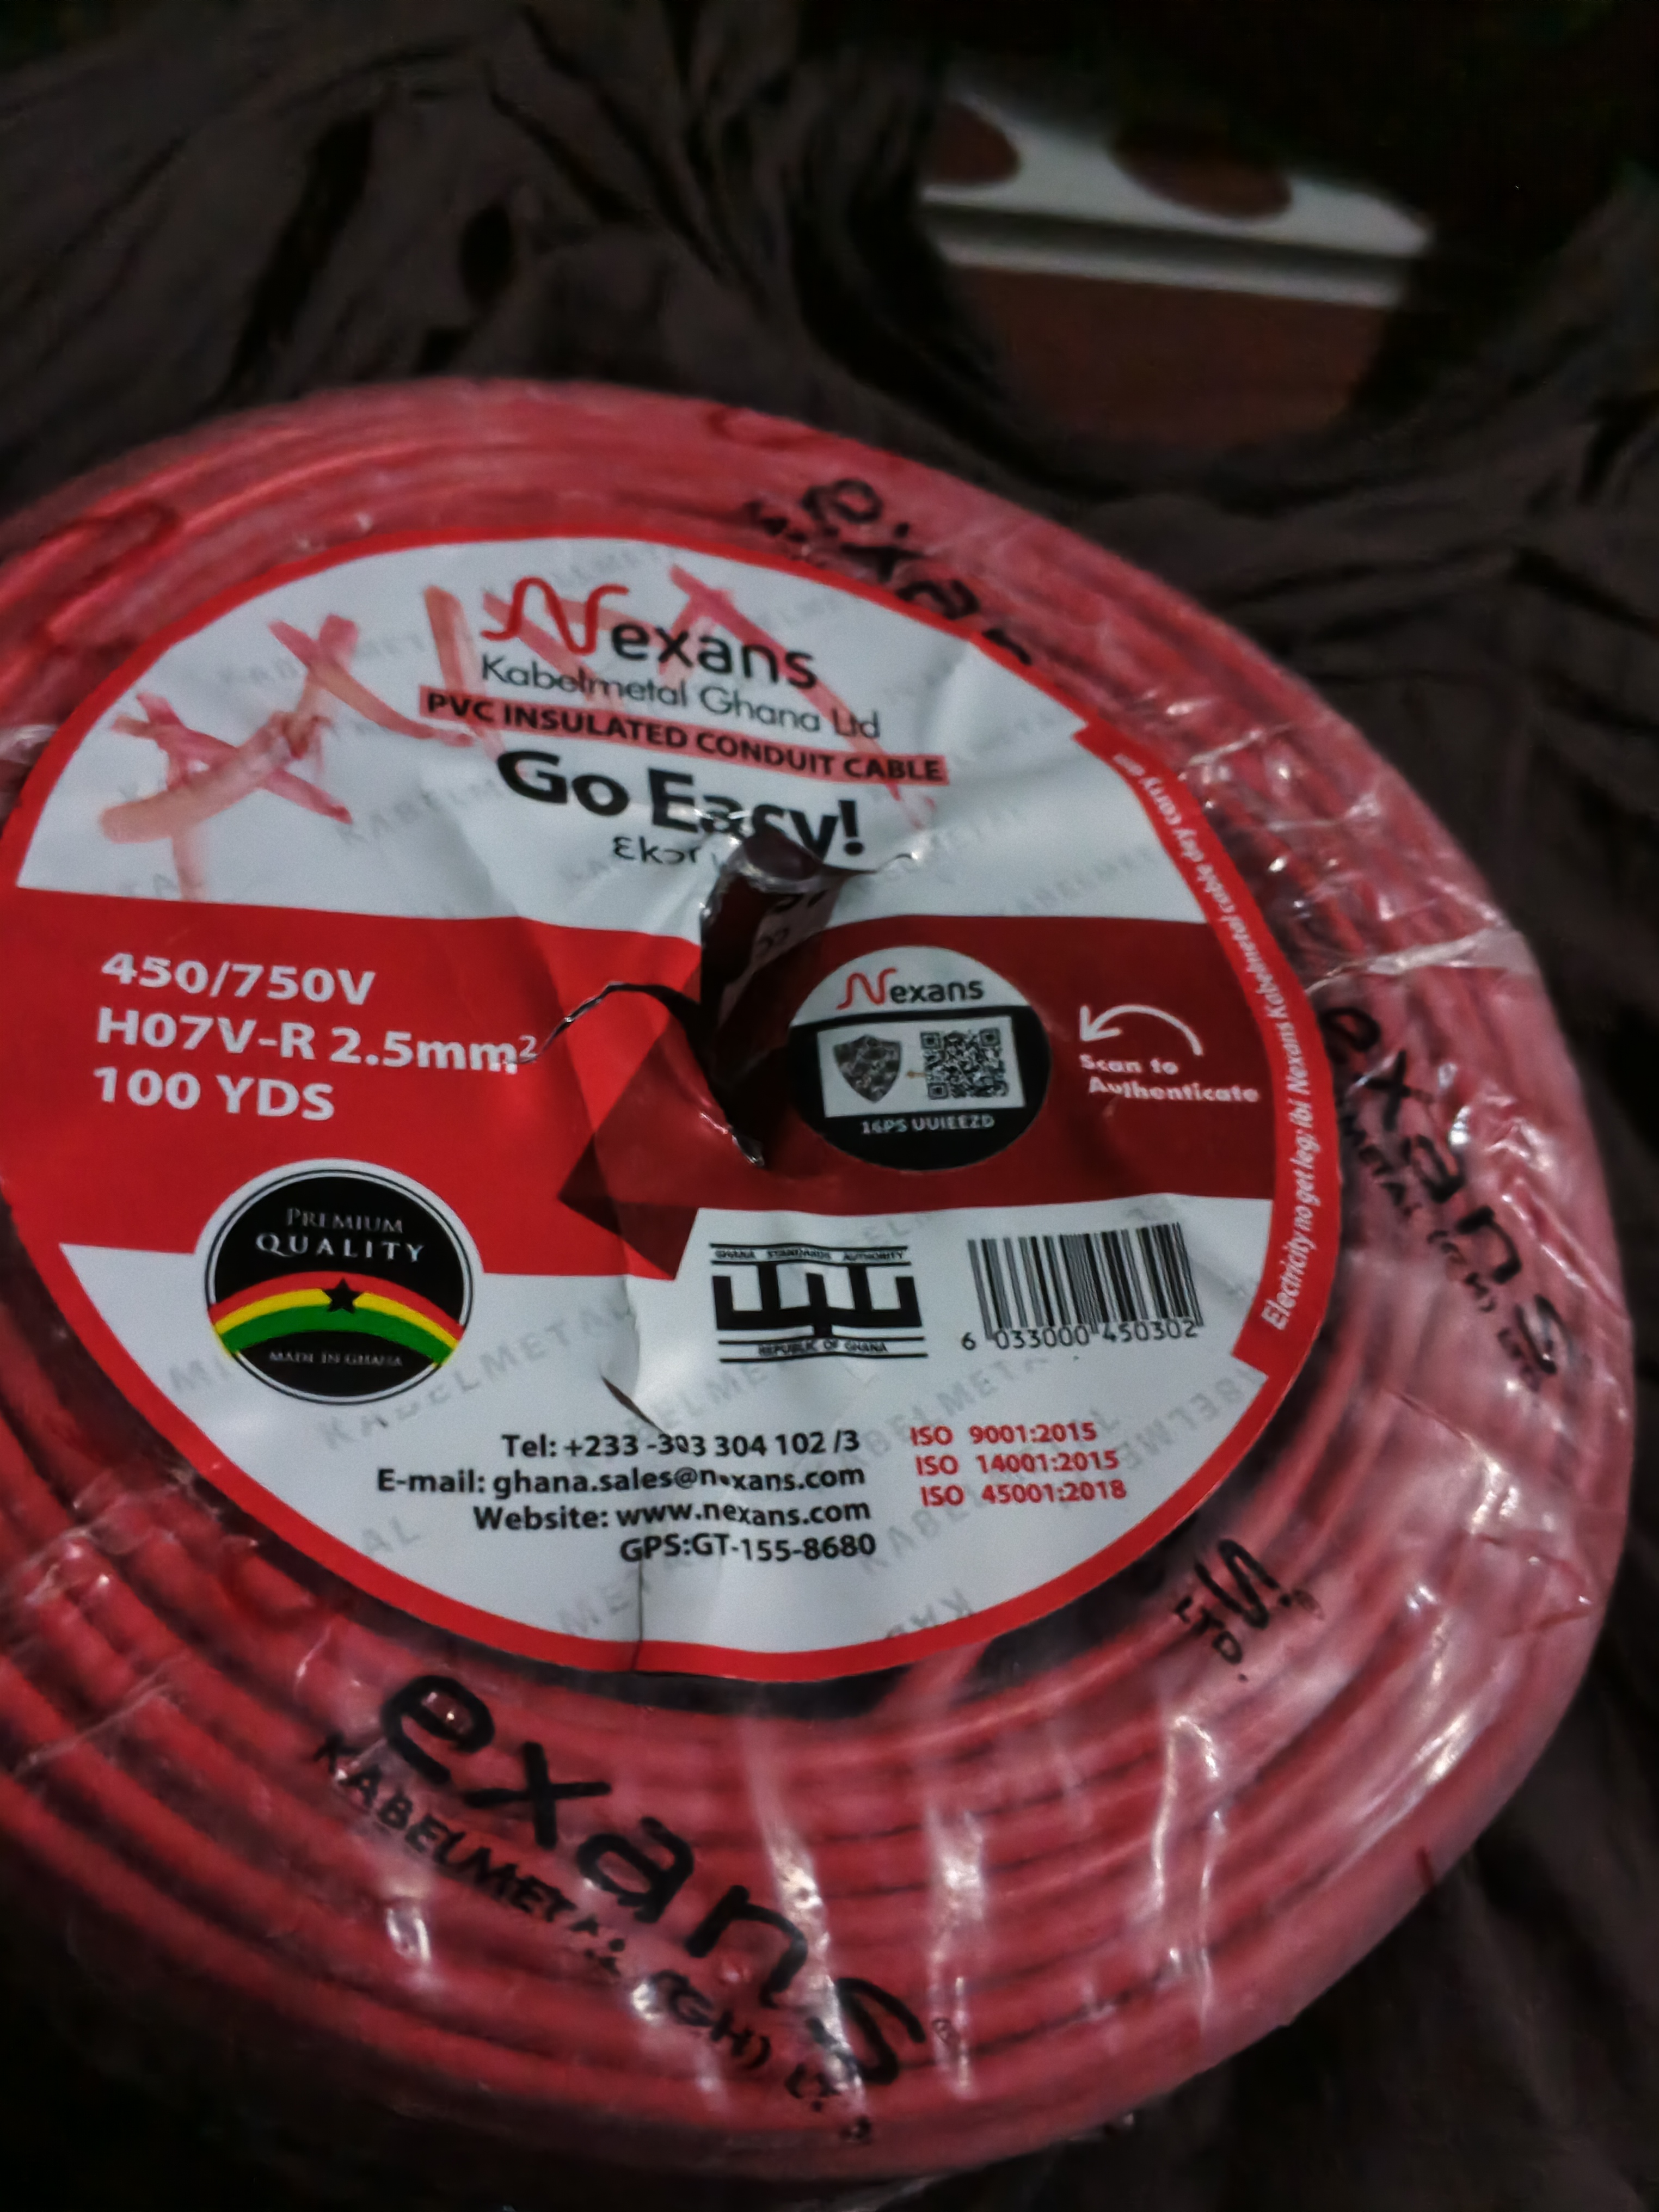 Nexans
Kabelmetal Ghana Ltd
PVC INSULATED CONDUIT CABLE
Go Easy!
450/750V
H07V-R 2.5mm²
100 YDS
Nexans
16PS UUIEEZD
Scan to
Authenticate
Electricity no get leg; ibi Nexans Kabelmetal cable dey carry am
PREMIUM
QUALITY
MADE IN GHANA
GHANA STANDARDS AUTHORITY
REPUBLIC OF GHANA
6 033000 450302
Tel: +233 -303 304 102 /3
E-mail: ghana.sales@nexans.com
Website: www.nexans.com
GPS:GT-155-8680
ISO 9001:2015
ISO 14001:2015
ISO 45001:2018
exans
exans
KABELMETAL (GH) LTD.
s
LTD.